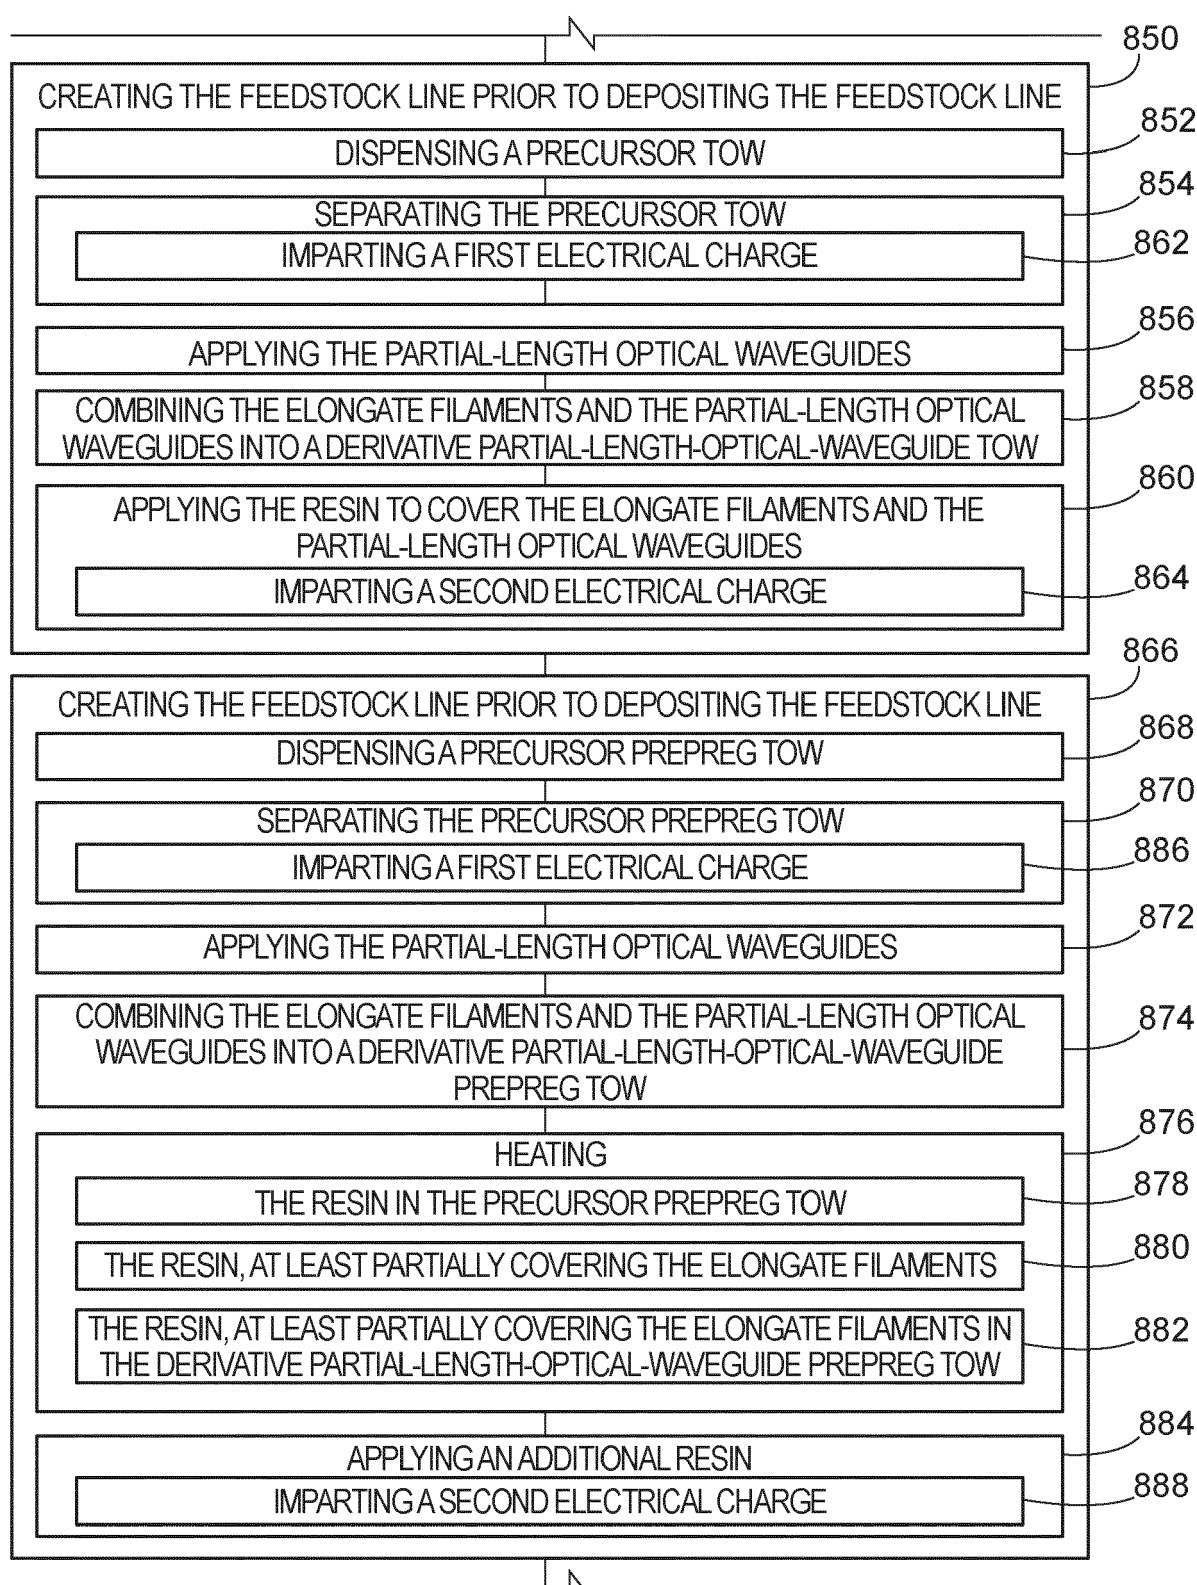 850
CREATING THE FEEDSTOCK LINE PRIOR TO DEPOSITING THE FEEDSTOCK LINE
852
DISPENSING A PRECURSOR TOW
854
SEPARATING THE PRECURSOR TOW
862
IMPARTING A FIRST ELECTRICAL CHARGE
856
APPLYING THE PARTIAL-LENGTH OPTICAL WAVEGUIDES
858
COMBINING THE ELONGATE FILAMENTS AND THE PARTIAL-LENGTH OPTICAL
WAVEGUIDES INTO A DERIVATIVE PARTIAL-LENGTH-OPTICAL-WAVEGUIDE TOW
860
APPLYING THE RESIN TO COVER THE ELONGATE FILAMENTS AND THE
PARTIAL-LENGTH OPTICAL WAVEGUIDES
864
IMPARTING A SECOND ELECTRICAL CHARGE
866
CREATING THE FEEDSTOCK LINE PRIOR TO DEPOSITING THE FEEDSTOCK LINE
868
DISPENSING A PRECURSOR PREPREG TOW
870
SEPARATING THE PRECURSOR PREPREG TOW
886
IMPARTING A FIRST ELECTRICAL CHARGE
872
APPLYING THE PARTIAL-LENGTH OPTICAL WAVEGUIDES
874
COMBINING THE ELONGATE FILAMENTS AND THE PARTIAL-LENGTH OPTICAL
WAVEGUIDES INTO A DERIVATIVE PARTIAL-LENGTH-OPTICAL-WAVEGUIDE
PREPREG TOW
876
HEATING
878
THE RESIN IN THE PRECURSOR PREPREG TOW
880
THE RESIN, AT LEAST PARTIALLY COVERING THE ELONGATE FILAMENTS
882
THE RESIN, AT LEAST PARTIALLY COVERING THE ELONGATE FILAMENTS IN
THE DERIVATIVE PARTIAL-LENGTH-OPTICAL-WAVEGUIDE PREPREG TOW
884
APPLYING AN ADDITIONAL RESIN
888
IMPARTING A SECOND ELECTRICAL CHARGE